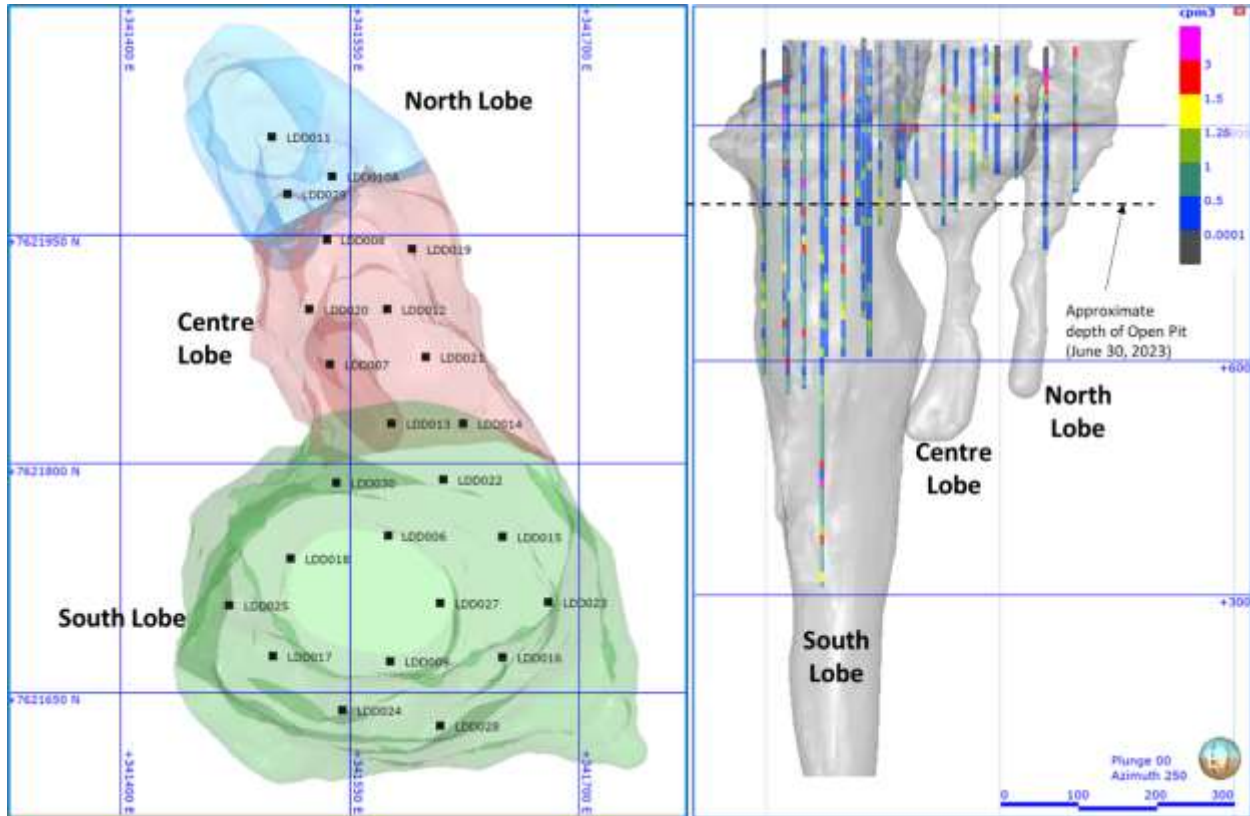 +341400 E
+341550 E
+341700 E
North Lobe
LDD011
LDD010A
LDD029
+7621950 N
LDD008
LDD019
Centre
Lobe
LDD020
LDD012
LDD021
LDD007
LDD013
LDD014
+7621800 N
LDD030
LDD022
LDD006
LDD015
LDD018
South Lobe
LDD025
LDD027
LDD023
LDD017
LDD009
LDD016
+7621650 N
LDD024
LDD028
+341400 E
+341550 E
+341700 E
cpm3
3
1.5
1.25
1
0.5
0.0001
Approximate
depth of Open Pit
(June 30, 2023)
+600
North
Lobe
Centre
Lobe
+300
South
Lobe
Plunge 00
Azimuth 250
0 100 200 300